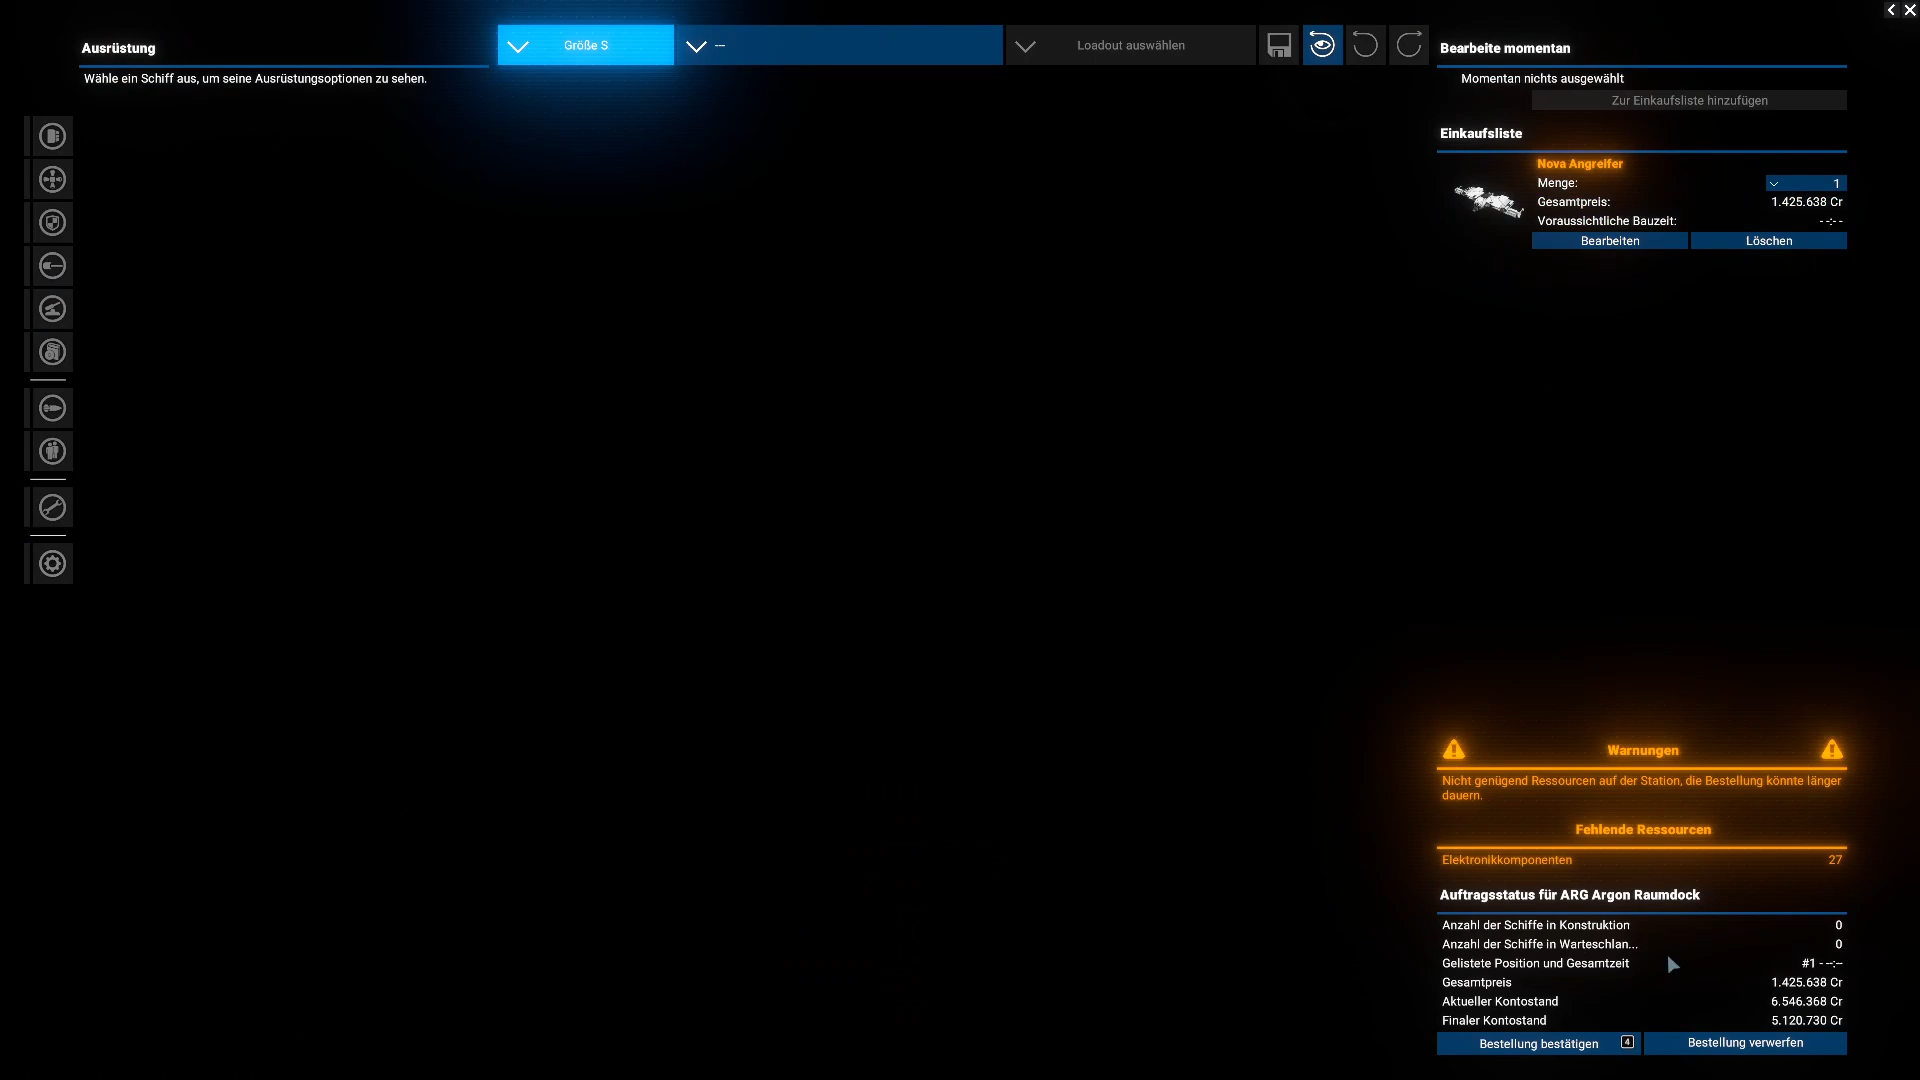 Ausrüstung
Wähle ein Schiff aus, um seine Ausrüstungsoptionen zu sehen.
Größe S
---
Loadout auswählen
Bearbeite momentan
Momentan nichts ausgewählt
Zur Einkaufsliste hinzufügen
Einkaufsliste
Nova Angreifer
Menge: 1
Gesamtpreis: 1.425.638 Cr
Voraussichtliche Bauzeit: --:--
Bearbeiten
Löschen
Warnungen
Nicht genügend Ressourcen auf der Station, die Bestellung könnte länger
dauern.
Fehlende Ressourcen
Elektronikkomponenten 27
Auftragsstatus für ARG Argon Raumdock
Anzahl der Schiffe in Konstruktion 0
Anzahl der Schiffe in Warteschlan... 0
Gelistete Position und Gesamtzeit #1 - --:--
Gesamtpreis 1.425.638 Cr
Aktueller Kontostand 6.546.368 Cr
Finaler Kontostand 5.120.730 Cr
Bestellung bestätigen 4
Bestellung verwerfen